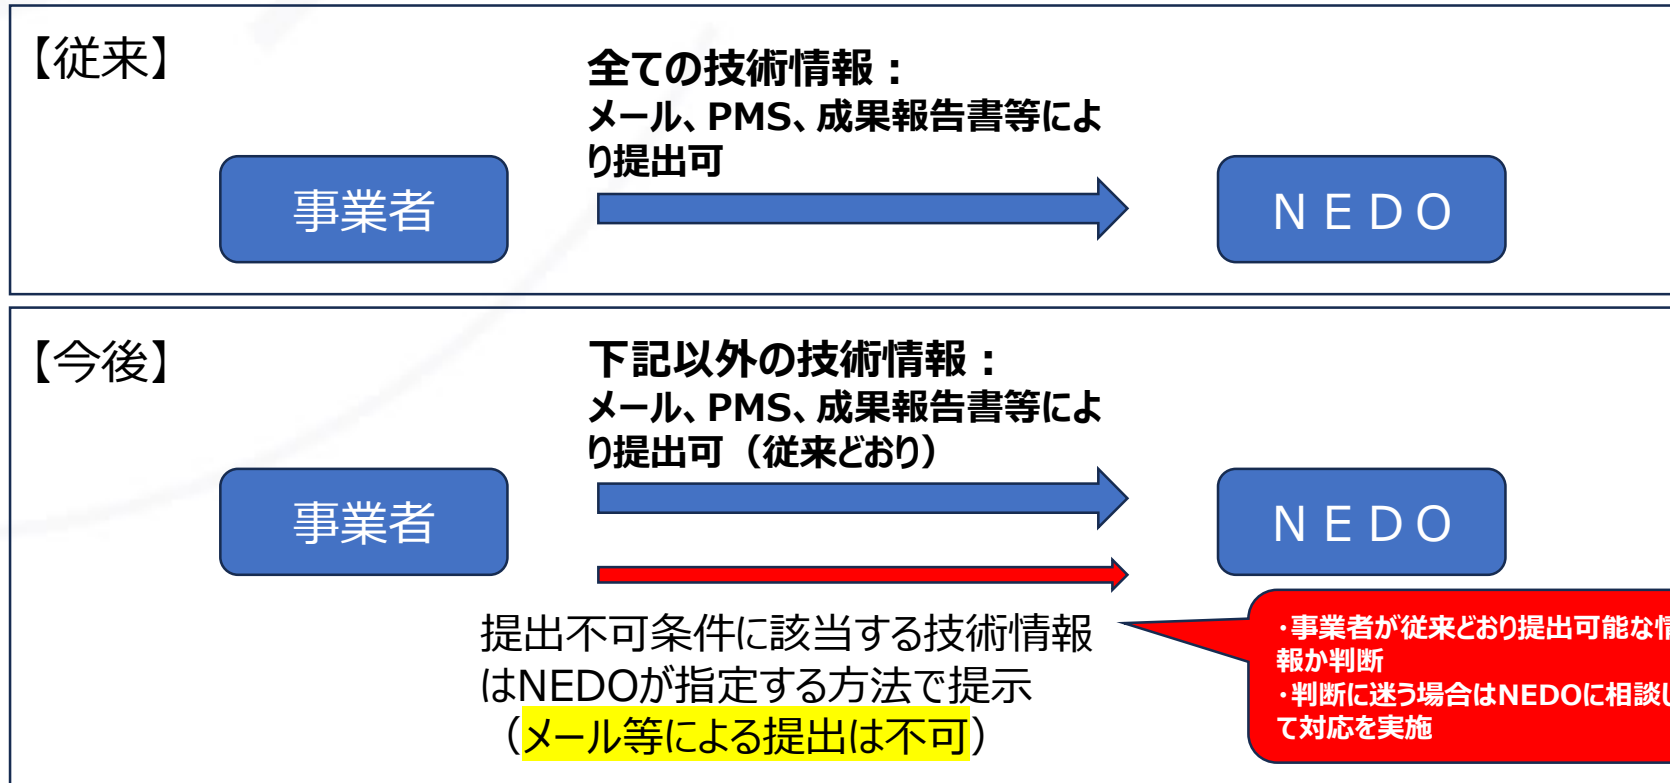 【従来】
全ての技術情報：
メール、PMS、成果報告書等によ
り提出可
事業者
ＮＥＤＯ
【今後】
下記以外の技術情報：
メール、PMS、成果報告書等によ
り提出可（従来どおり）
事業者
ＮＥＤＯ
提出不可条件に該当する技術情報
はNEDOが指定する方法で提示
（メール等による提出は不可）
・事業者が従来どおり提出可能な情
報か判断
・判断に迷う場合はNEDOに相談し
て対応を実施